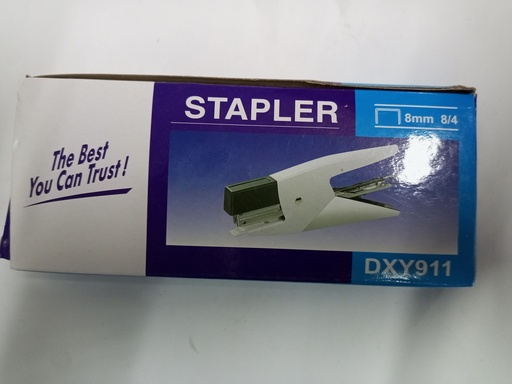 The Best
You Can Trust!
STAPLER
8mm 8/4
DXY911